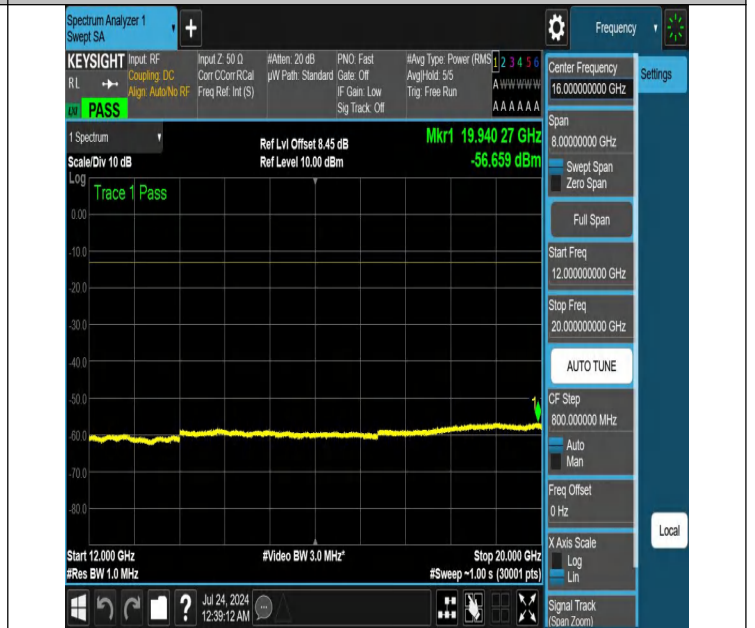 Spectrum Analyzer 1
Swept SA
+
Frequency
KEYSIGHT
RL
PASS
Input: RF
Coupling: DC
Align: Auto/No RF
Input Z: 50 Ω
Corr CCorr RCal
Freq Ref: Int (S)
#Atten: 20 dB
µW Path: Standard
PNO: Fast
Gate: Off
IF Gain: Low
Sig Track: Off
#Avg Type: Power (RMS
Avg|Hold: 5/5
Trig: Free Run
1 2 3 4 5 6
A W W W W W
A A A A A A
1 Spectrum
Scale/Div 10 dB
Log
Ref Lvl Offset 8.45 dB
Ref Level 10.00 dBm
Mkr1 19.940 27 GHz
-56.659 dBm
Trace 1 Pass
0.00
-10.0
-20.0
-30.0
-40.0
-50.0
-60.0
-70.0
-80.0
1
Start 12.000 GHz
#Res BW 1.0 MHz
#Video BW 3.0 MHz*
Stop 20.000 GHz
#Sweep ~1.00 s (30001 pts)
?
Jul 24, 2024
12:39:12 AM
Center Frequency
16.000000000 GHz
Span
8.00000000 GHz
Swept Span
Zero Span
Full Span
Start Freq
12.000000000 GHz
Stop Freq
20.000000000 GHz
AUTO TUNE
CF Step
800.000000 MHz
Auto
Man
Freq Offset
0 Hz
X Axis Scale
Log
Lin
Signal Track
(Span Zoom)
Settings
Local